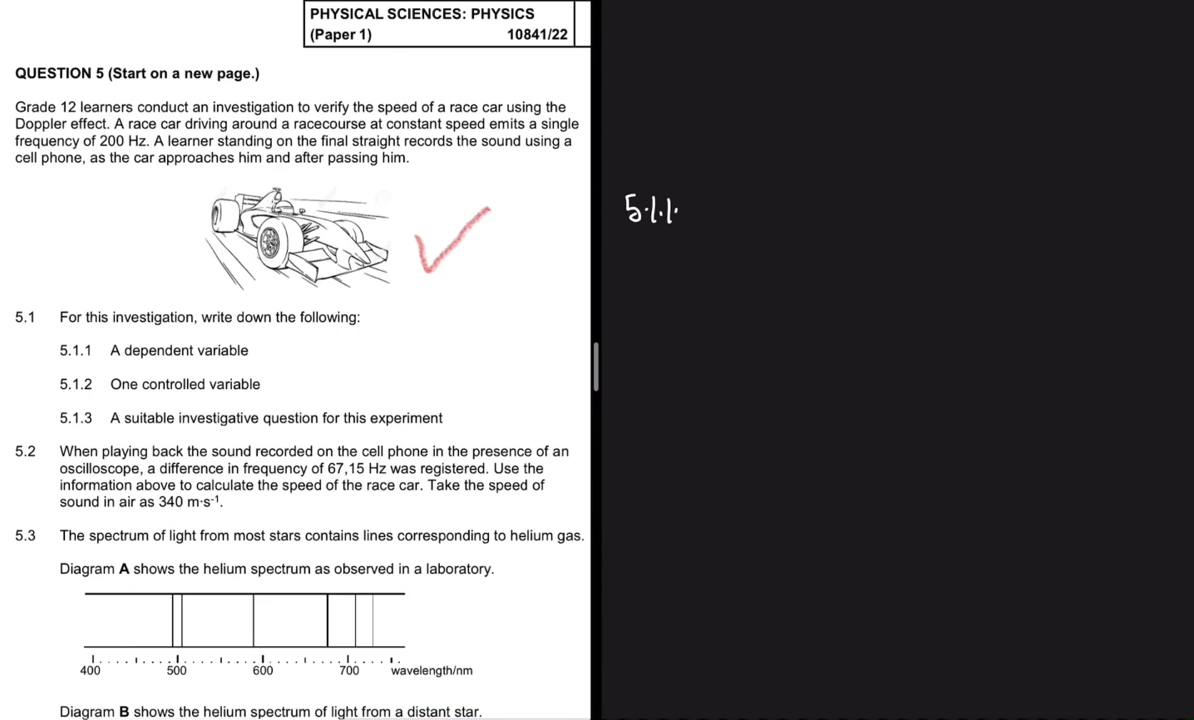 PHYSICAL SCIENCES: PHYSICS
(Paper 1) 10841/22
QUESTION 5 (Start on a new page.)
Grade 12 learners conduct an investigation to verify the speed of a race car using the
Doppler effect. A race car driving around a racecourse at constant speed emits a single
frequency of 200 Hz. A learner standing on the final straight records the sound using a
cell phone, as the car approaches him and after passing him.
5.1.1.
5.1 For this investigation, write down the following:
5.1.1 A dependent variable
5.1.2 One controlled variable
5.1.3 A suitable investigative question for this experiment
5.2 When playing back the sound recorded on the cell phone in the presence of an
oscilloscope, a difference in frequency of 67,15 Hz was registered. Use the
information above to calculate the speed of the race car. Take the speed of
sound in air as 340 m·s⁻¹.
5.3 The spectrum of light from most stars contains lines corresponding to helium gas.
Diagram A shows the helium spectrum as observed in a laboratory.
400 500 600 700 wavelength/nm
Diagram B shows the helium spectrum of light from a distant star.